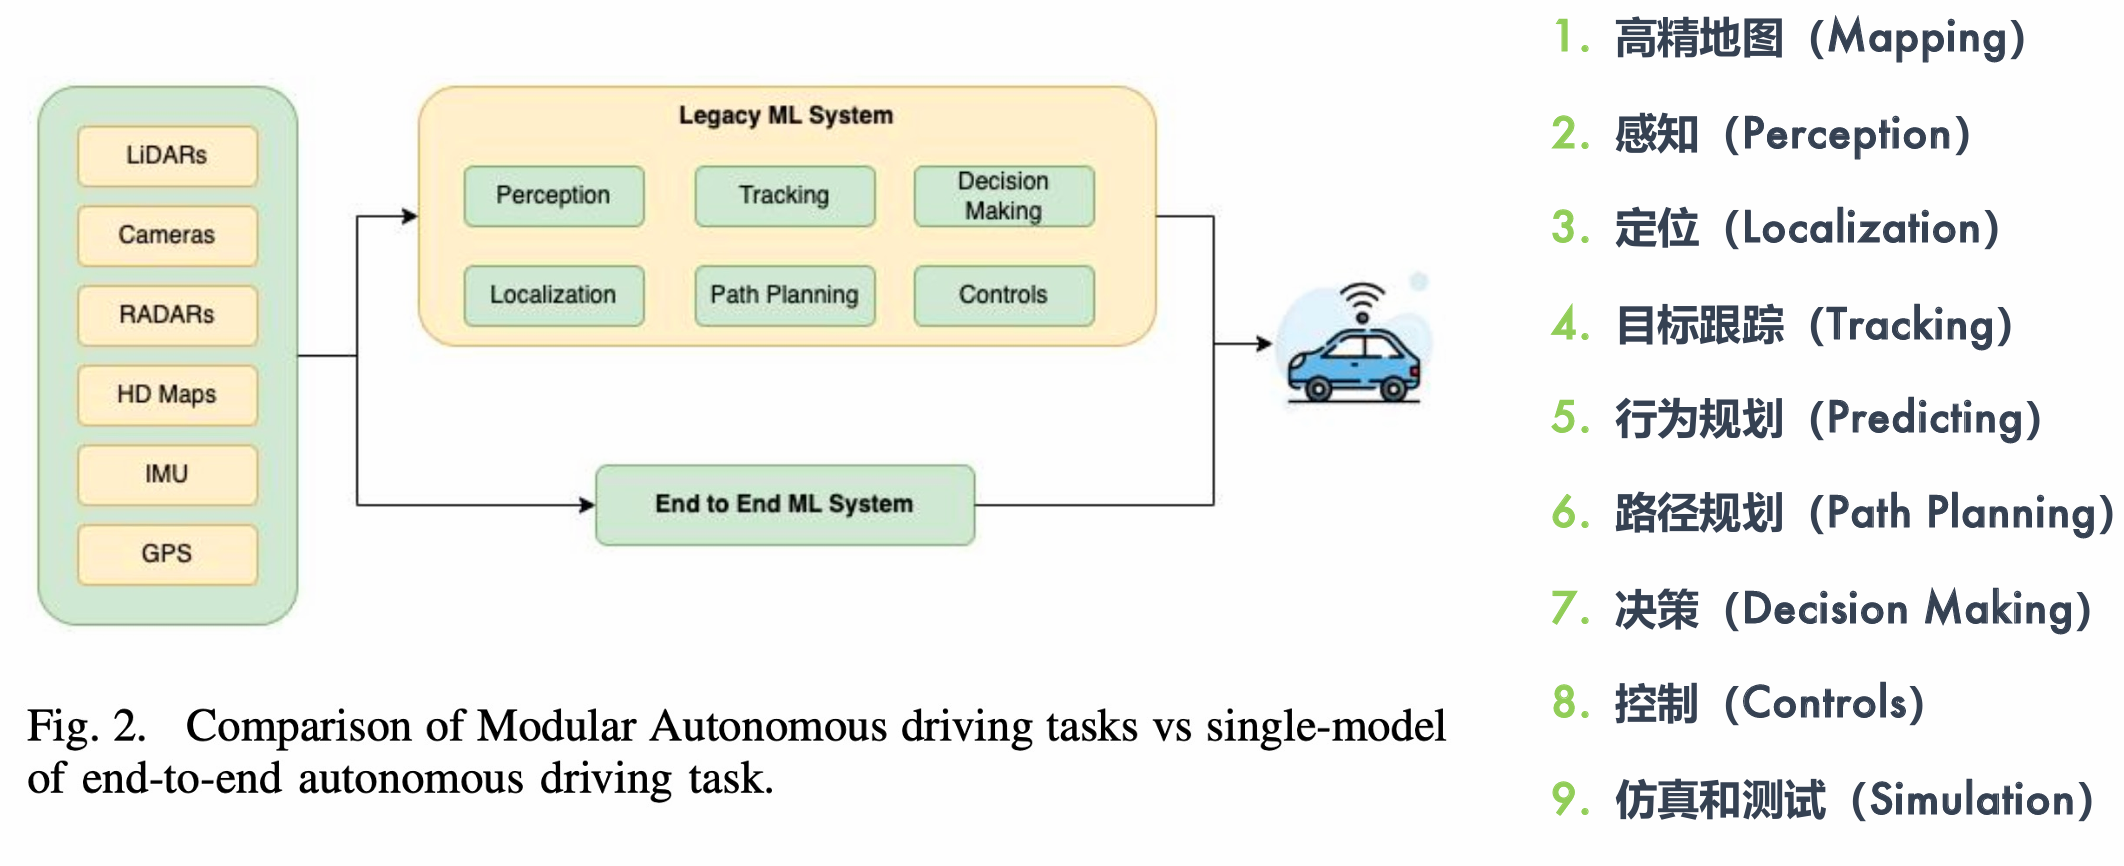 LiDARs
Cameras
RADARs
HD Maps
IMU
GPS
Legacy ML System
Perception
Tracking
Decision
Making
Localization
Path Planning
Controls
End to End ML System
Fig. 2. Comparison of Modular Autonomous driving tasks vs single-model
of end-to-end autonomous driving task.
1. 高精地图（Mapping）
2. 感知（Perception）
3. 定位（Localization）
4. 目标跟踪（Tracking）
5. 行为规划（Predicting）
6. 路径规划（Path Planning）
7. 决策（Decision Making）
8. 控制（Controls）
9. 仿真和测试（Simulation）